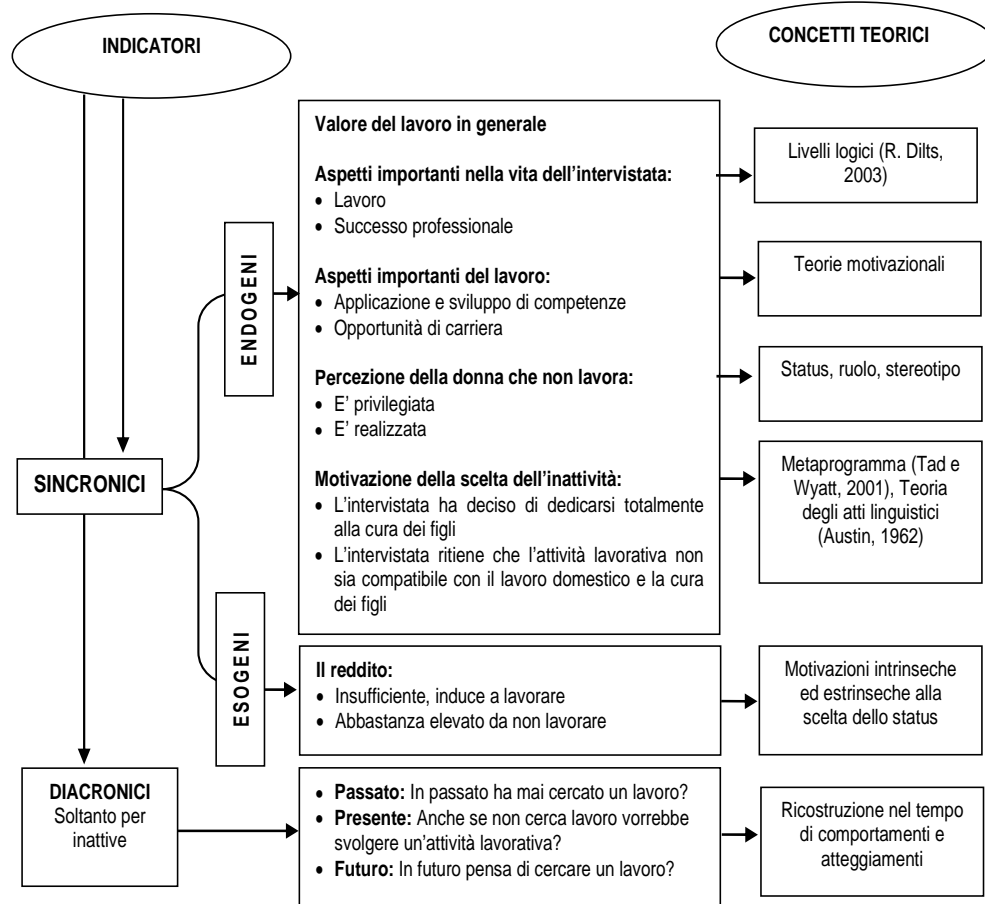 INDICATORI
CONCETTI TEORICI
Valore del lavoro in generale
Aspetti importanti nella vita dell’intervistata:
• Lavoro
• Successo professionale
Aspetti importanti del lavoro:
• Applicazione e sviluppo di competenze
• Opportunità di carriera
Percezione della donna che non lavora:
• E’ privilegiata
• E’ realizzata
Motivazione della scelta dell’inattività:
• L’intervistata ha deciso di dedicarsi totalmente
alla cura dei figli
• L’intervistata ritiene che l’attività lavorativa non
sia compatibile con il lavoro domestico e la cura
dei figli
Livelli logici (R. Dilts,
2003)
Teorie motivazionali
Status, ruolo, stereotipo
Metaprogramma (Tad e
Wyatt, 2001), Teoria
degli atti linguistici
(Austin, 1962)
ENDOGENI
SINCRONICI
ESOGENI
Il reddito:
• Insufficiente, induce a lavorare
• Abbastanza elevato da non lavorare
Motivazioni intrinseche
ed estrinseche alla
scelta dello status
DIACRONICI
Soltanto per
inattive
• Passato: In passato ha mai cercato un lavoro?
• Presente: Anche se non cerca lavoro vorrebbe
svolgere un’attività lavorativa?
• Futuro: In futuro pensa di cercare un lavoro?
Ricostruzione nel tempo
di comportamenti e
atteggiamenti